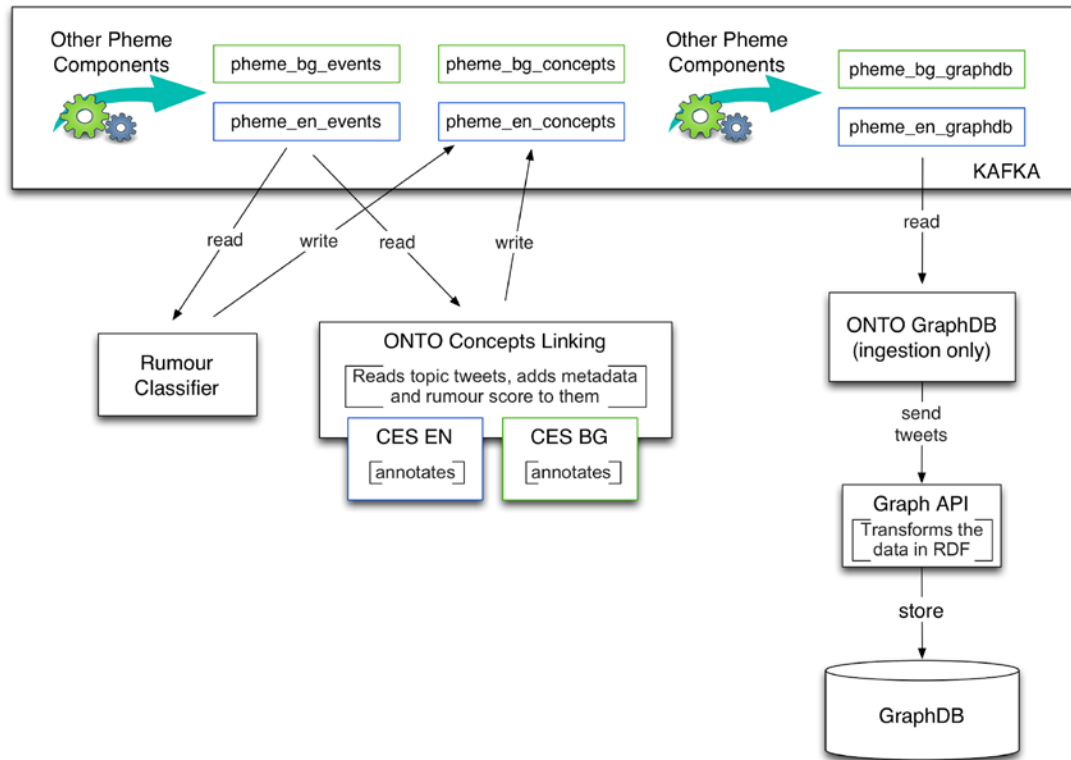 Other Pheme
Components
pheme_bg_events
pheme_bg_concepts
Other Pheme
Components
pheme_bg_graphdb
pheme_en_events
pheme_en_concepts
pheme_en_graphdb
KAFKA
read
write
read
write
read
Rumour
Classifier
ONTO Concepts Linking
Reads topic tweets, adds metadata
and rumour score to them
CES EN
annotates
CES BG
annotates
ONTO GraphDB
(ingestion only)
send
tweets
Graph API
Transforms the
data in RDF
store
GraphDB